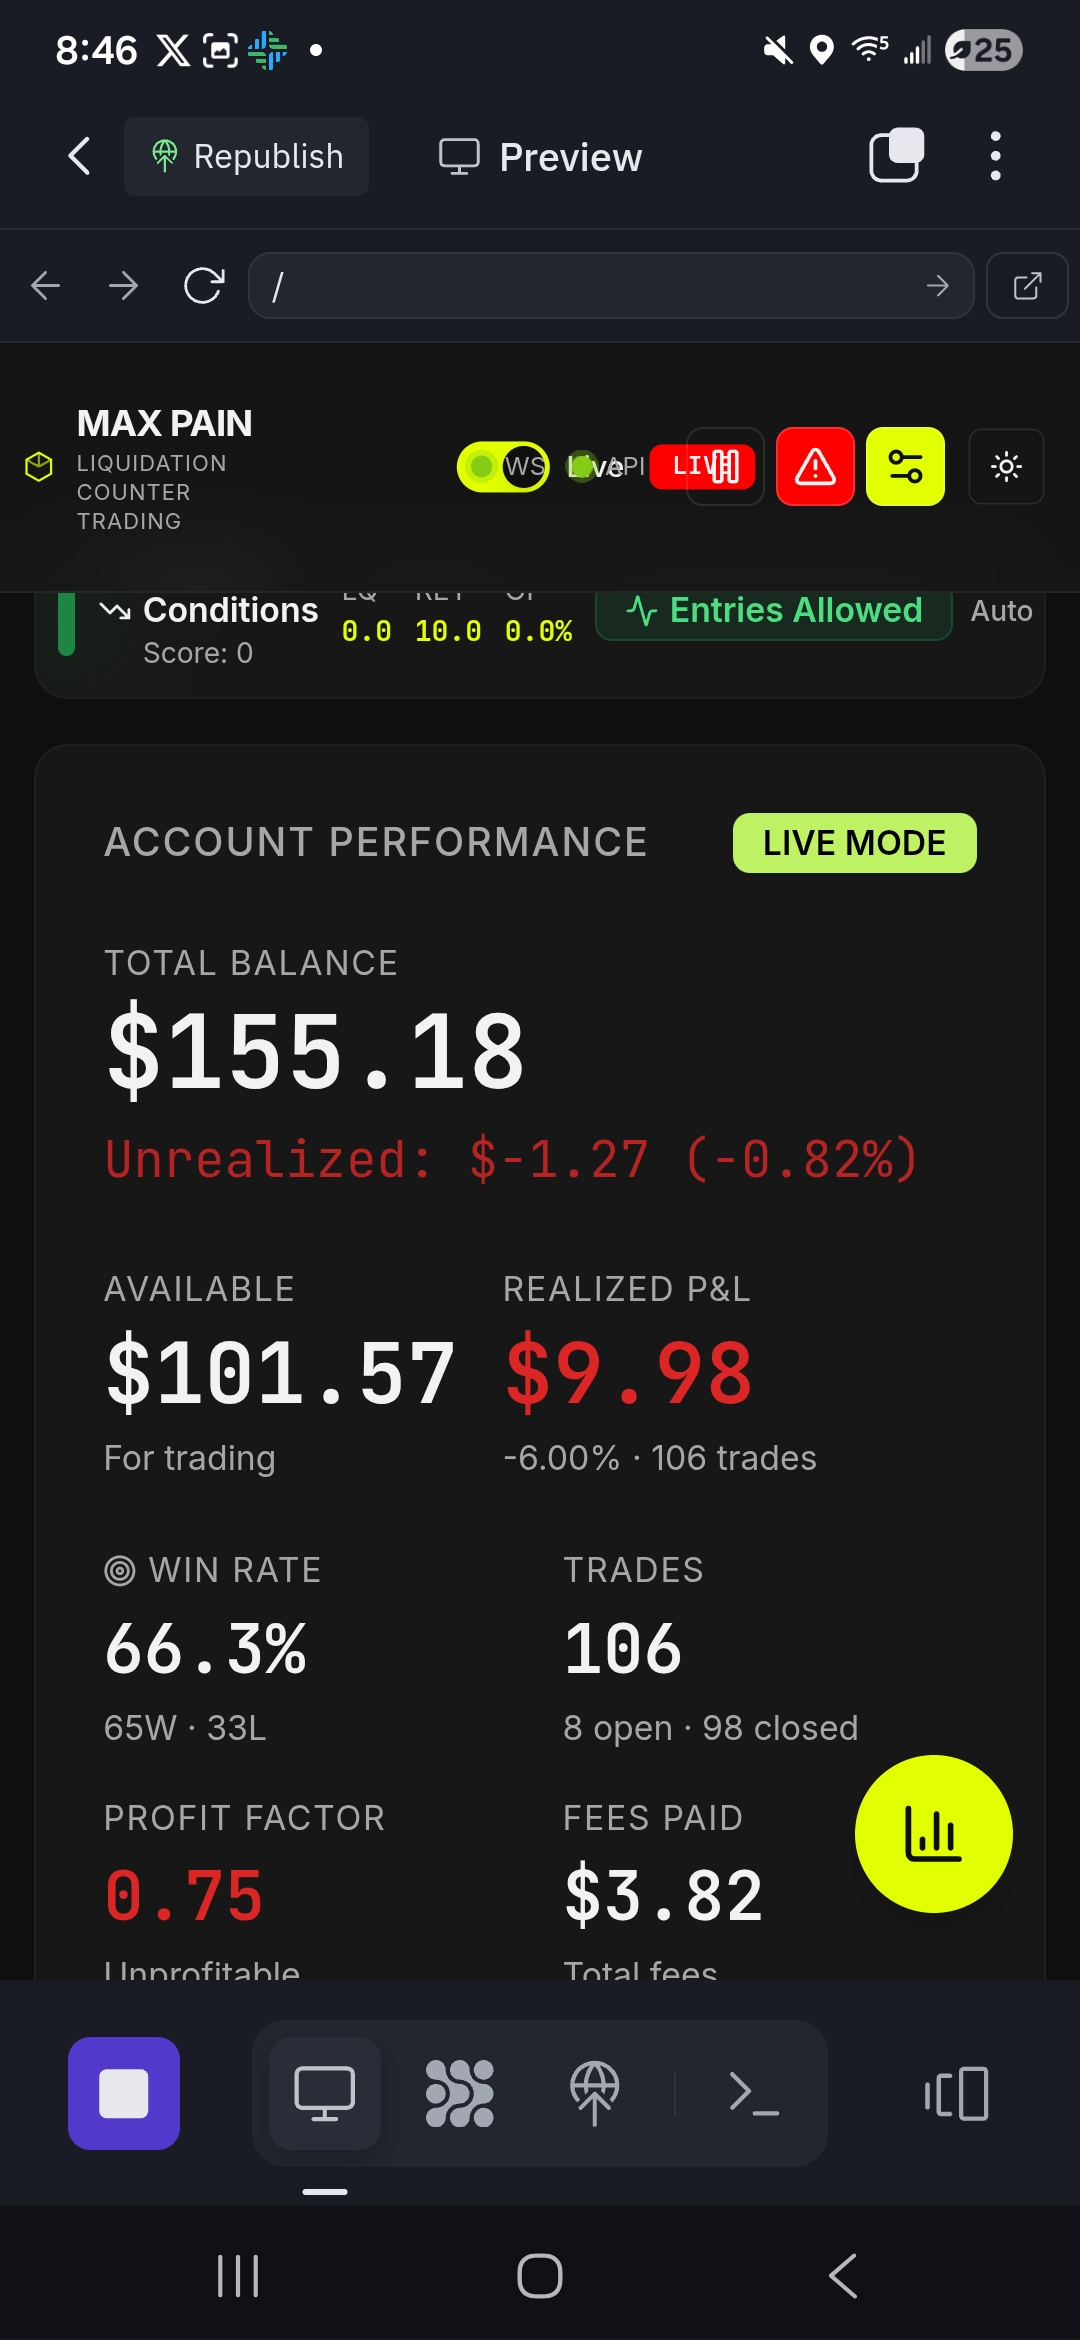 8:46
5
25
Republish
Preview
/
MAX PAIN
LIQUIDATION
COUNTER
TRADING
WS
Live
API
LIVE
Conditions
0.0 10.0 0.0%
Entries Allowed
Auto
Score: 0
ACCOUNT PERFORMANCE
LIVE MODE
TOTAL BALANCE
$155.18
Unrealized: $-1.27 (-0.82%)
AVAILABLE
REALIZED P&L
$101.57
$9.98
For trading
-6.00% · 106 trades
WIN RATE
TRADES
66.3%
106
65W · 33L
8 open · 98 closed
PROFIT FACTOR
FEES PAID
0.75
$3.82
Unprofitable
Total fees